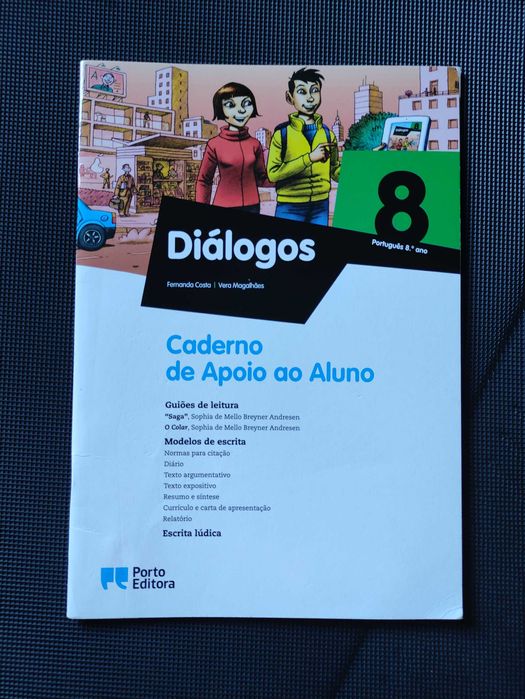 8
Português 8.º ano
Diálogos
Fernanda Costa | Vera Magalhães
Caderno
de Apoio ao Aluno
Guiões de leitura
"Saga", Sophia de Mello Breyner Andresen
O Colar, Sophia de Mello Breyner Andresen
Modelos de escrita
Normas para citação
Diário
Texto argumentativo
Texto expositivo
Resumo e síntese
Currículo e carta de apresentação
Relatório
Escrita lúdica
Porto
Editora